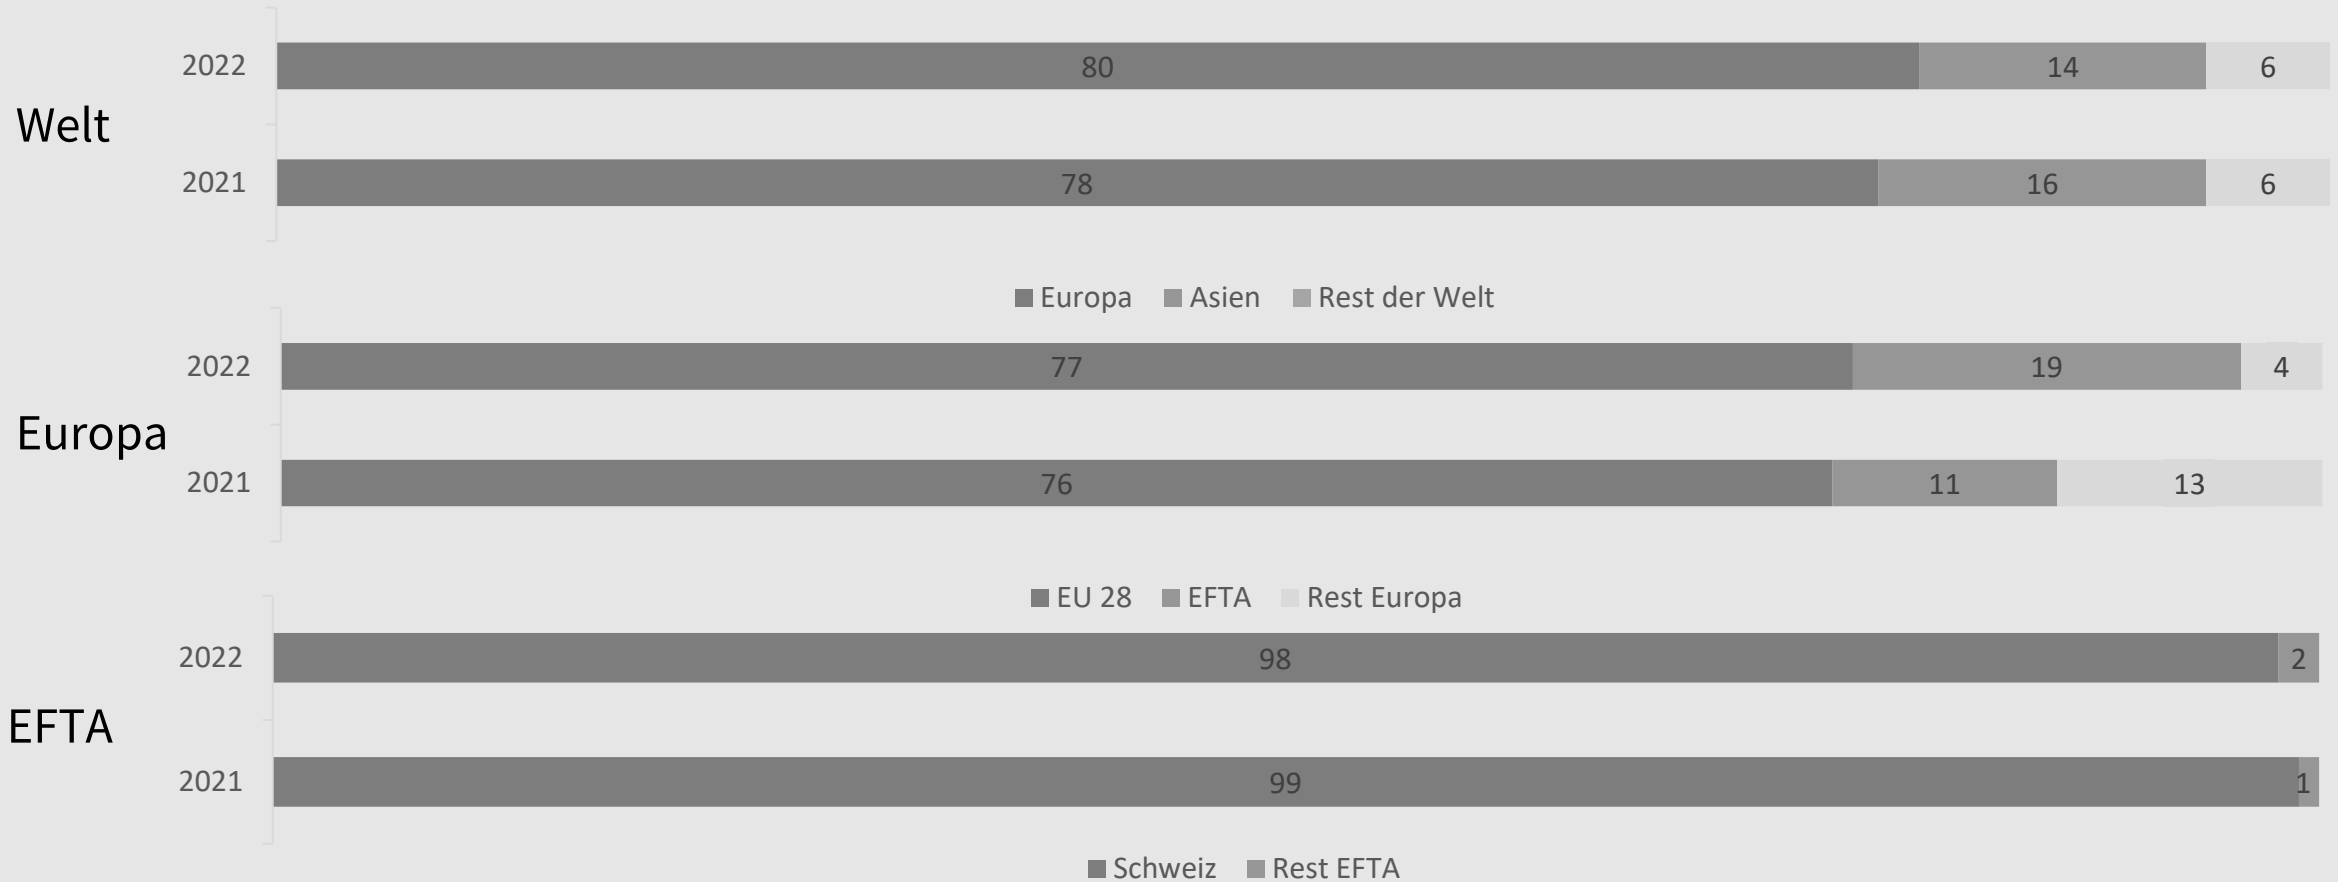 2022 80 14 6
Welt
2021 78 16 6
Europa Asien Rest der Welt
2022 77 19 4
Europa
2021 76 11 13
EU 28 EFTA Rest Europa
2022 98 2
EFTA
2021 99 1
Schweiz Rest EFTA